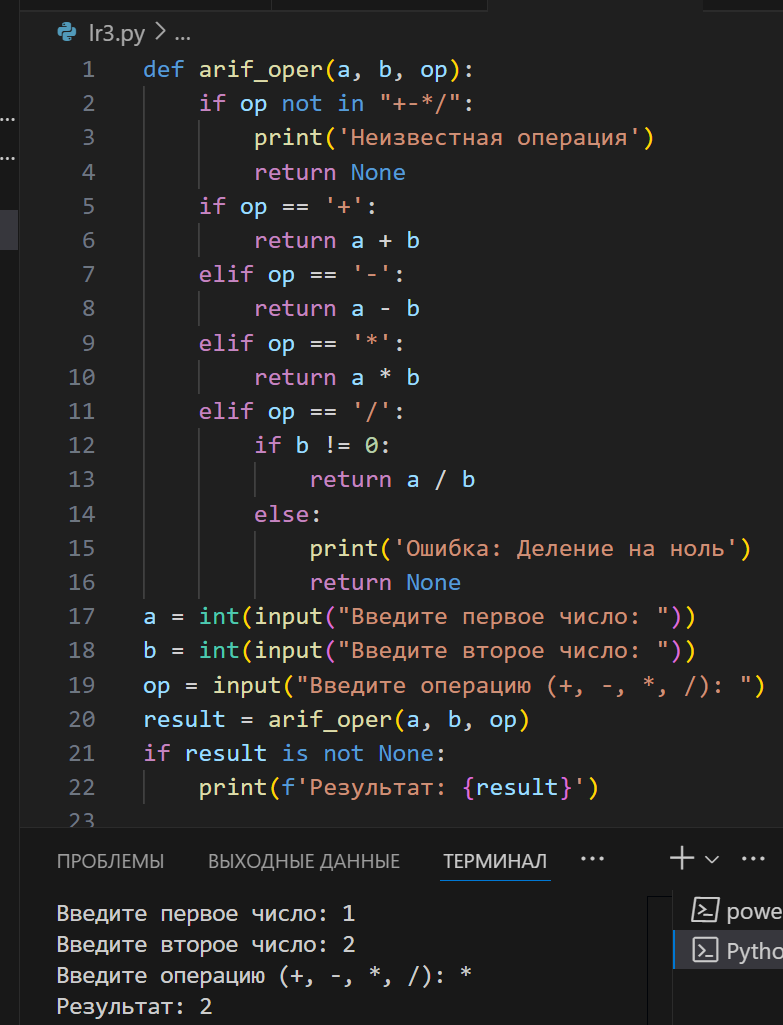 lr3.py > ...
1 def arif_oper(a, b, op):
2     if op not in "+-*/":
3         print('Неизвестная операция')
4         return None
5     if op == '+':
6         return a + b
7     elif op == '-':
8         return a - b
9     elif op == '*':
10         return a * b
11     elif op == '/':
12         if b != 0:
13             return a / b
14         else:
15             print('Ошибка: Деление на ноль')
16             return None
17 a = int(input("Введите первое число: "))
18 b = int(input("Введите второе число: "))
19 op = input("Введите операцию (+, -, *, /): ")
20 result = arif_oper(a, b, op)
21 if result is not None:
22     print(f'Результат: {result}')
23
ПРОБЛЕМЫ ВЫХОДНЫЕ ДАННЫЕ ТЕРМИНАЛ ...
Введите первое число: 1
Введите второе число: 2
Введите операцию (+, -, *, /): *
Результат: 2
powe
Pytho